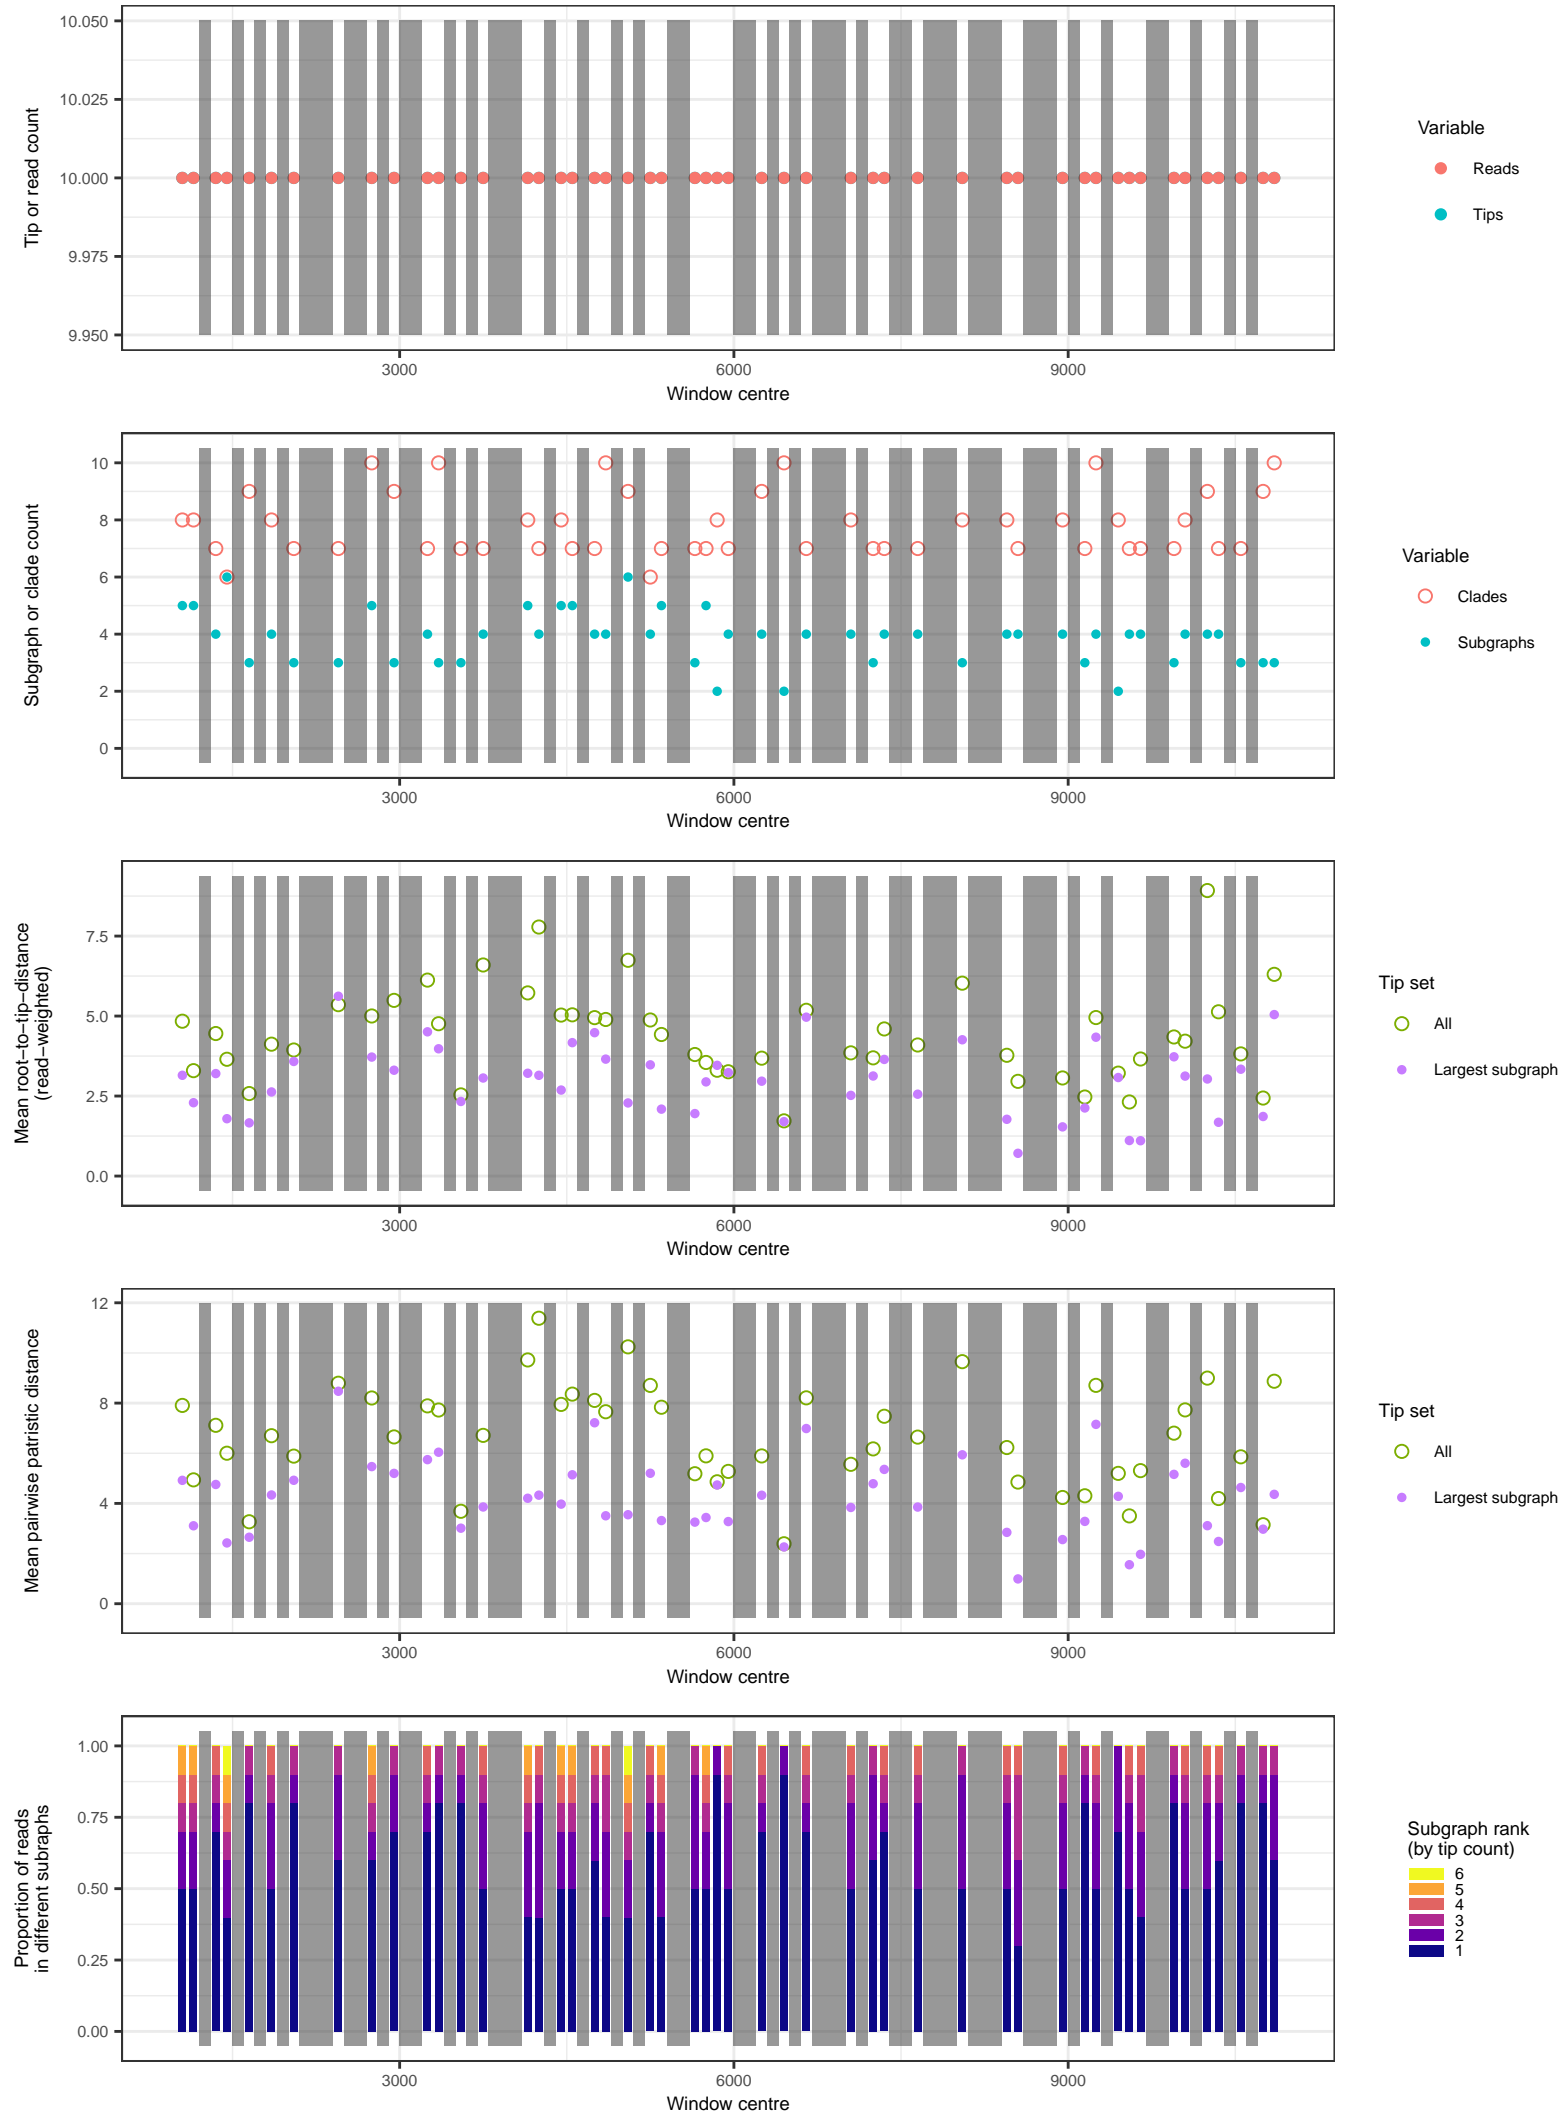 10.050
10.025
10.000
9.975
9.950
Tip or read count
3000
6000
9000
Window centre
Variable
Reads
Tips
10
8
6
4
2
0
Subgraph or clade count
3000
6000
9000
Window centre
Variable
Clades
Subgraphs
7.5
5.0
2.5
0.0
Mean root−to−tip−distance
(read−weighted)
3000
6000
9000
Window centre
Tip set
All
Largest subgraph
12
8
4
0
Mean pairwise patristic distance
3000
6000
9000
Window centre
Tip set
All
Largest subgraph
1.00
0.75
0.50
0.25
0.00
Proportion of reads
in different subraphs
3000
6000
9000
Window centre
Subgraph rank
(by tip count)
6
5
4
3
2
1